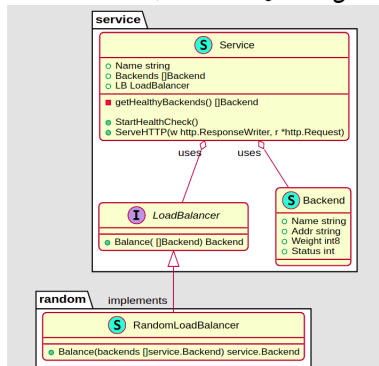 service
S Service
Name string
Backends []Backend
LB LoadBalancer
getHealthyBackends() []Backend
StartHealthCheck()
ServeHTTP(w http.ResponseWriter, r *http.Request)
uses uses
I LoadBalancer
Balance( []Backend) Backend
S Backend
Name string
Addr string
Weight int8
Status int
random
implements
S RandomLoadBalancer
Balance(backends []service.Backend) service.Backend